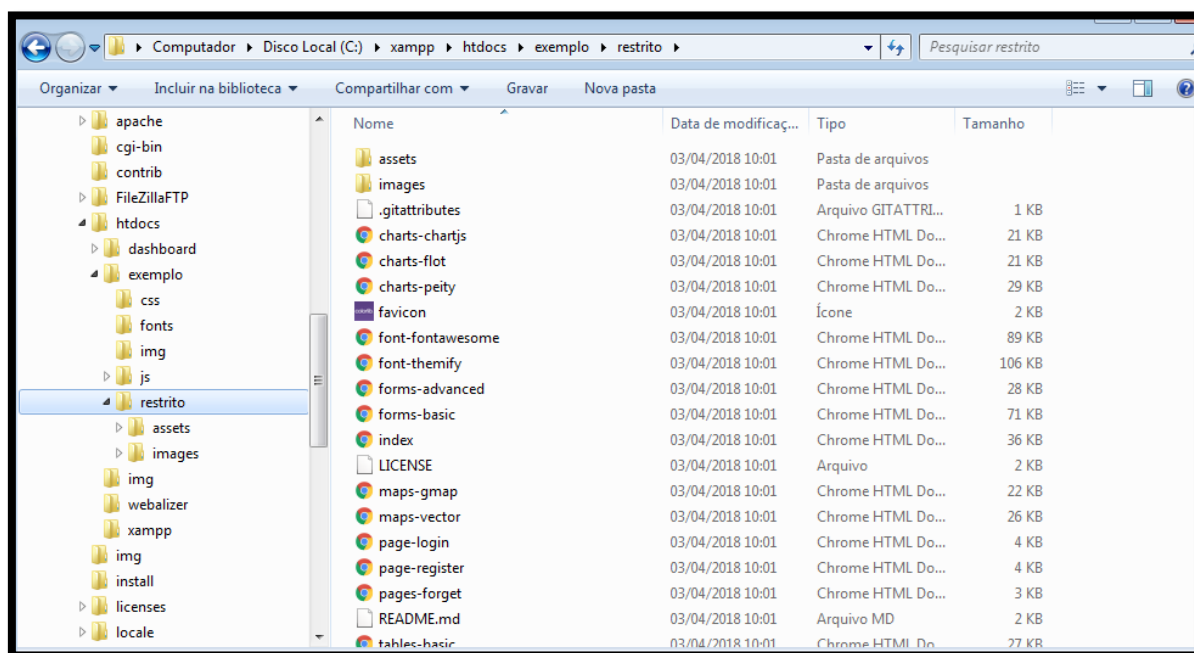 Computador Disco Local (C:) xampp htdocs exemplo restrito Pesquisar restrito
Organizar Incluir na biblioteca Compartilhar com Gravar Nova pasta
apache
cgi-bin
contrib
FileZillaFTP
htdocs
dashboard
exemplo
css
fonts
img
js
restrito
assets
images
img
webalizer
xampp
img
install
licenses
locale
Nome Data de modificaç... Tipo Tamanho
assets 03/04/2018 10:01 Pasta de arquivos
images 03/04/2018 10:01 Pasta de arquivos
.gitattributes 03/04/2018 10:01 Arquivo GITATTRI... 1 KB
charts-chartjs 03/04/2018 10:01 Chrome HTML Do... 21 KB
charts-flot 03/04/2018 10:01 Chrome HTML Do... 21 KB
charts-peity 03/04/2018 10:01 Chrome HTML Do... 29 KB
favicon 03/04/2018 10:01 Ícone 2 KB
font-fontawesome 03/04/2018 10:01 Chrome HTML Do... 89 KB
font-themify 03/04/2018 10:01 Chrome HTML Do... 106 KB
forms-advanced 03/04/2018 10:01 Chrome HTML Do... 28 KB
forms-basic 03/04/2018 10:01 Chrome HTML Do... 71 KB
index 03/04/2018 10:01 Chrome HTML Do... 36 KB
LICENSE 03/04/2018 10:01 Arquivo 2 KB
maps-gmap 03/04/2018 10:01 Chrome HTML Do... 22 KB
maps-vector 03/04/2018 10:01 Chrome HTML Do... 26 KB
page-login 03/04/2018 10:01 Chrome HTML Do... 4 KB
page-register 03/04/2018 10:01 Chrome HTML Do... 4 KB
pages-forget 03/04/2018 10:01 Chrome HTML Do... 3 KB
README.md 03/04/2018 10:01 Arquivo MD 2 KB
tables-basic 03/04/2018 10:01 Chrome HTML Do... 27 KB